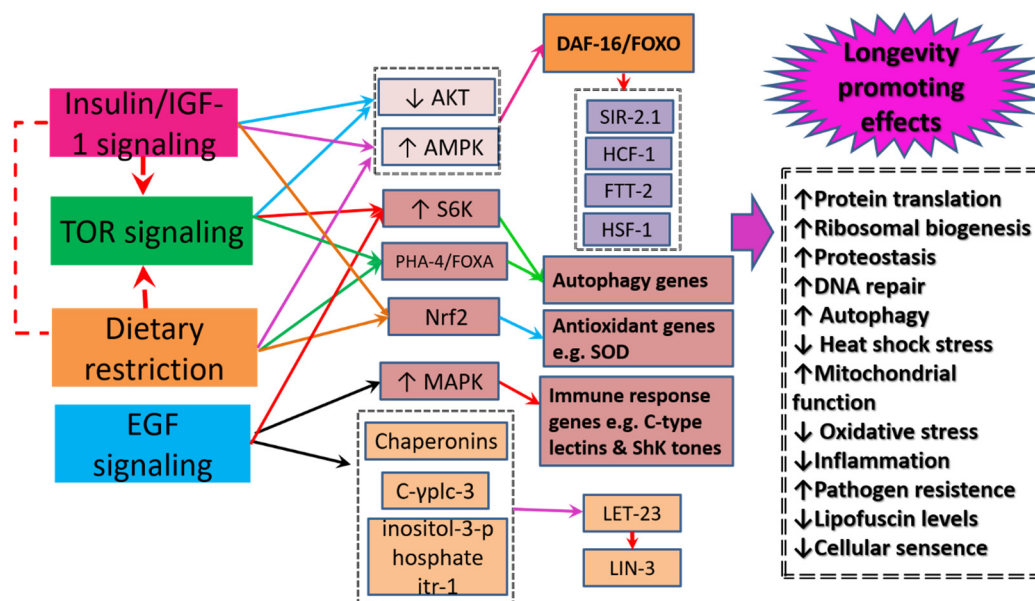 Insulin/IGF-
1 signaling
TOR signaling
Dietary
restriction
EGF
signaling
↓ AKT
↑ AMPK
↑ S6K
PHA-4/FOXA
Nrf2
↑ MAPK
Chaperonins
C-γplc-3
inositol-3-p
hosphate
itr-1
DAF-16/FOXO
SIR-2.1
HCF-1
FTT-2
HSF-1
Autophagy genes
Antioxidant genes
e.g. SOD
Immune response
genes e.g. C-type
lectins & ShK tones
LET-23
LIN-3
Longevity
promoting
effects
↑Protein translation
↑Ribosomal biogenesis
↑Proteostasis
↑DNA repair
↑ Autophagy
↓ Heat shock stress
↑Mitochondrial
function
↓ Oxidative stress
↓Inflammation
↑Pathogen resistence
↓Lipofuscin levels
↓Cellular sensence